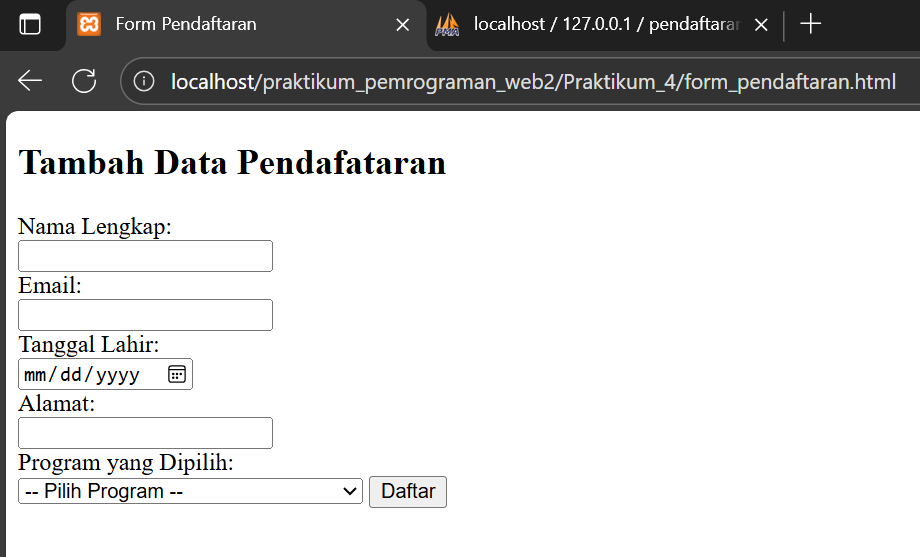 Form Pendaftaran
localhost / 127.0.0.1 / pendaftaran
localhost/praktikum_pemrograman_web2/Praktikum_4/form_pendaftaran.html
Tambah Data Pendafataran
Nama Lengkap:
Email:
Tanggal Lahir:
mm/dd/yyyy
Alamat:
Program yang Dipilih:
-- Pilih Program -- Daftar